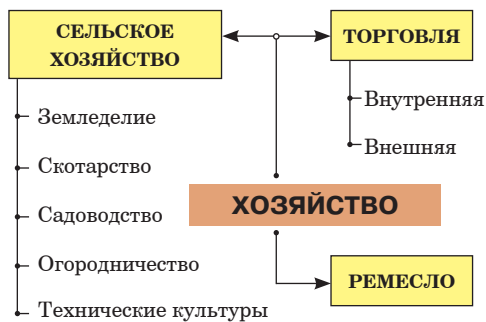 СЕЛЬСКОЕ
ХОЗЯЙСТВО
Земледелие
Скотарство
Садоводство
Огородничество
Технические культуры
ТОРГОВЛЯ
Внутренняя
Внешняя
ХОЗЯЙСТВО
РЕМЕСЛО